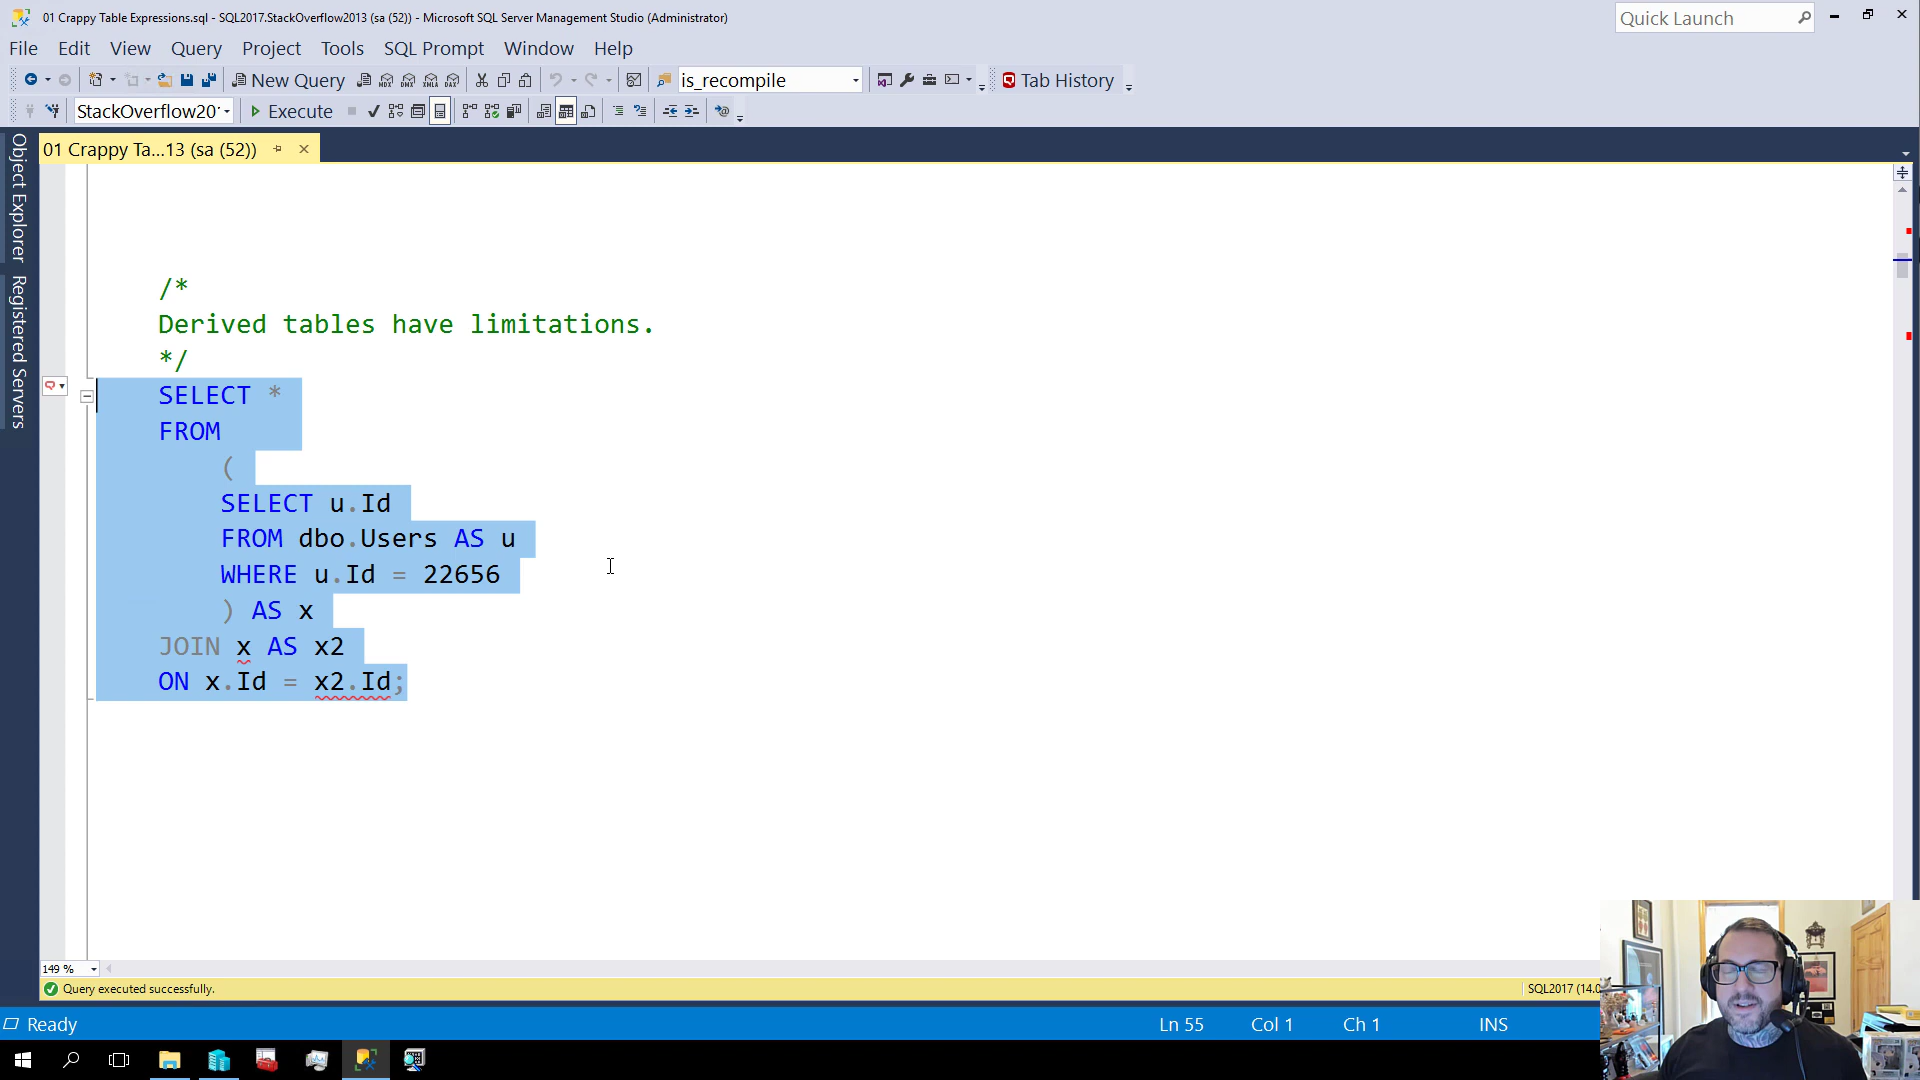 01 Crappy Table Expressions.sql - SQL2017.StackOverflow2013 (sa (52)) - Microsoft SQL Server Management Studio (Administrator)
Quick Launch
File Edit View Query Project Tools SQL Prompt Window Help
New Query
MDX DMX XMLA DAX
is_recompile
Tab History
StackOverflow20
Execute
01 Crappy Ta...13 (sa (52))
Object Explorer
Registered Servers
/*
Derived tables have limitations.
*/
SELECT *
FROM
(
SELECT u.Id
FROM dbo.Users AS u
WHERE u.Id = 22656
) AS x
JOIN x AS x2
ON x.Id = x2.Id;
149 %
Query executed successfully.
SQL2017 (14.0
Ready
Ln 55
Col 1
Ch 1
INS